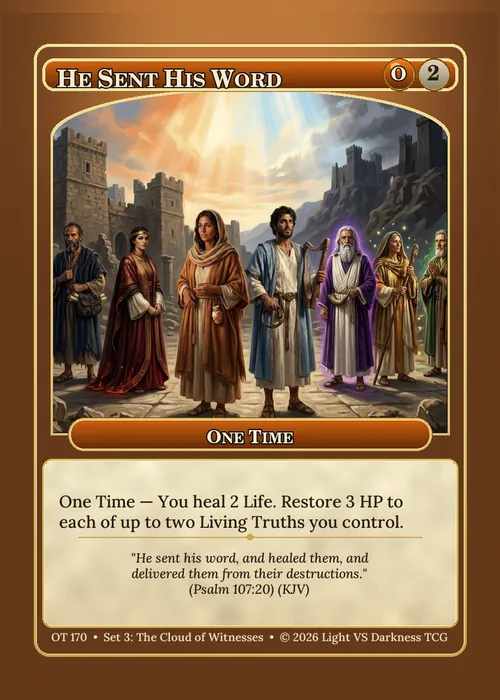 He Sent His Word
O 2
One Time
One Time — You heal 2 Life. Restore 3 HP to
each of up to two Living Truths you control.
"He sent his word, and healed them, and
delivered them from their destructions."
(Psalm 107:20) (KJV)
OT 170 • Set 3: The Cloud of Witnesses • © 2026 Light VS Darkness TCG